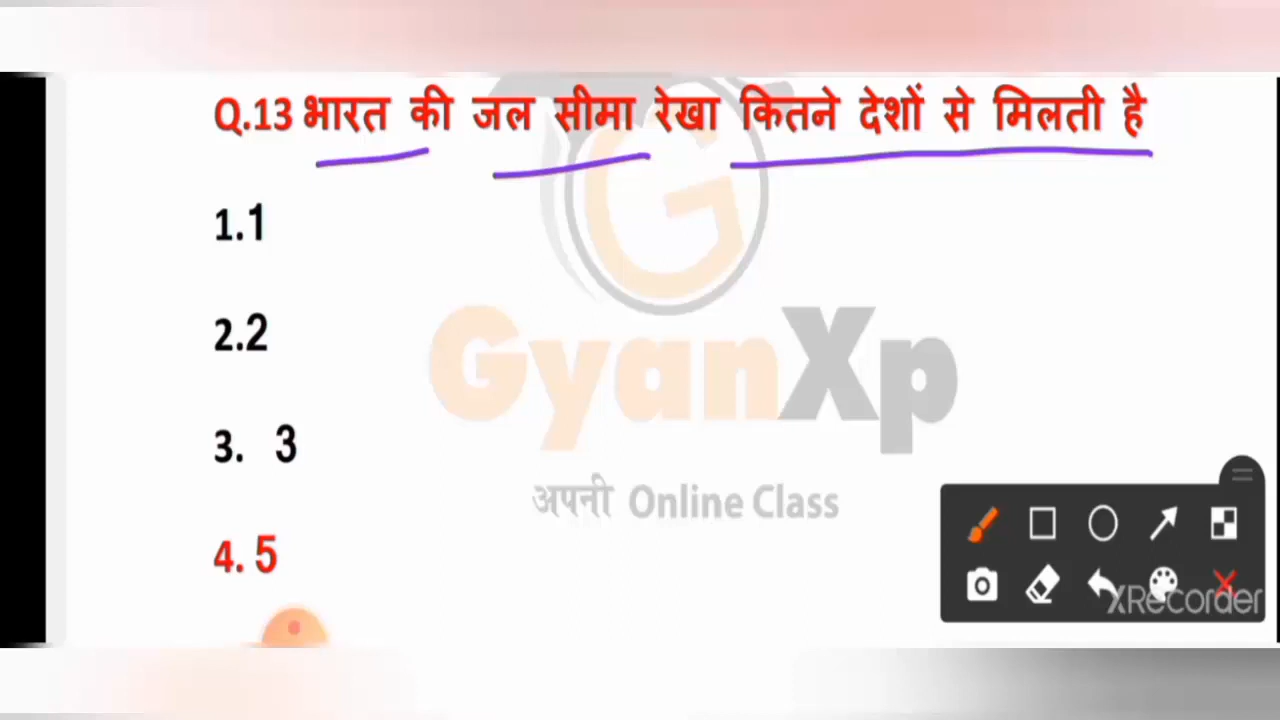 Q.13 भारत की जल सीमा रेखा कितने देशों से मिलती है
1.1
2.2
3. 3
4. 5
G
GyanXp
अपनी Online Class
XRecorder